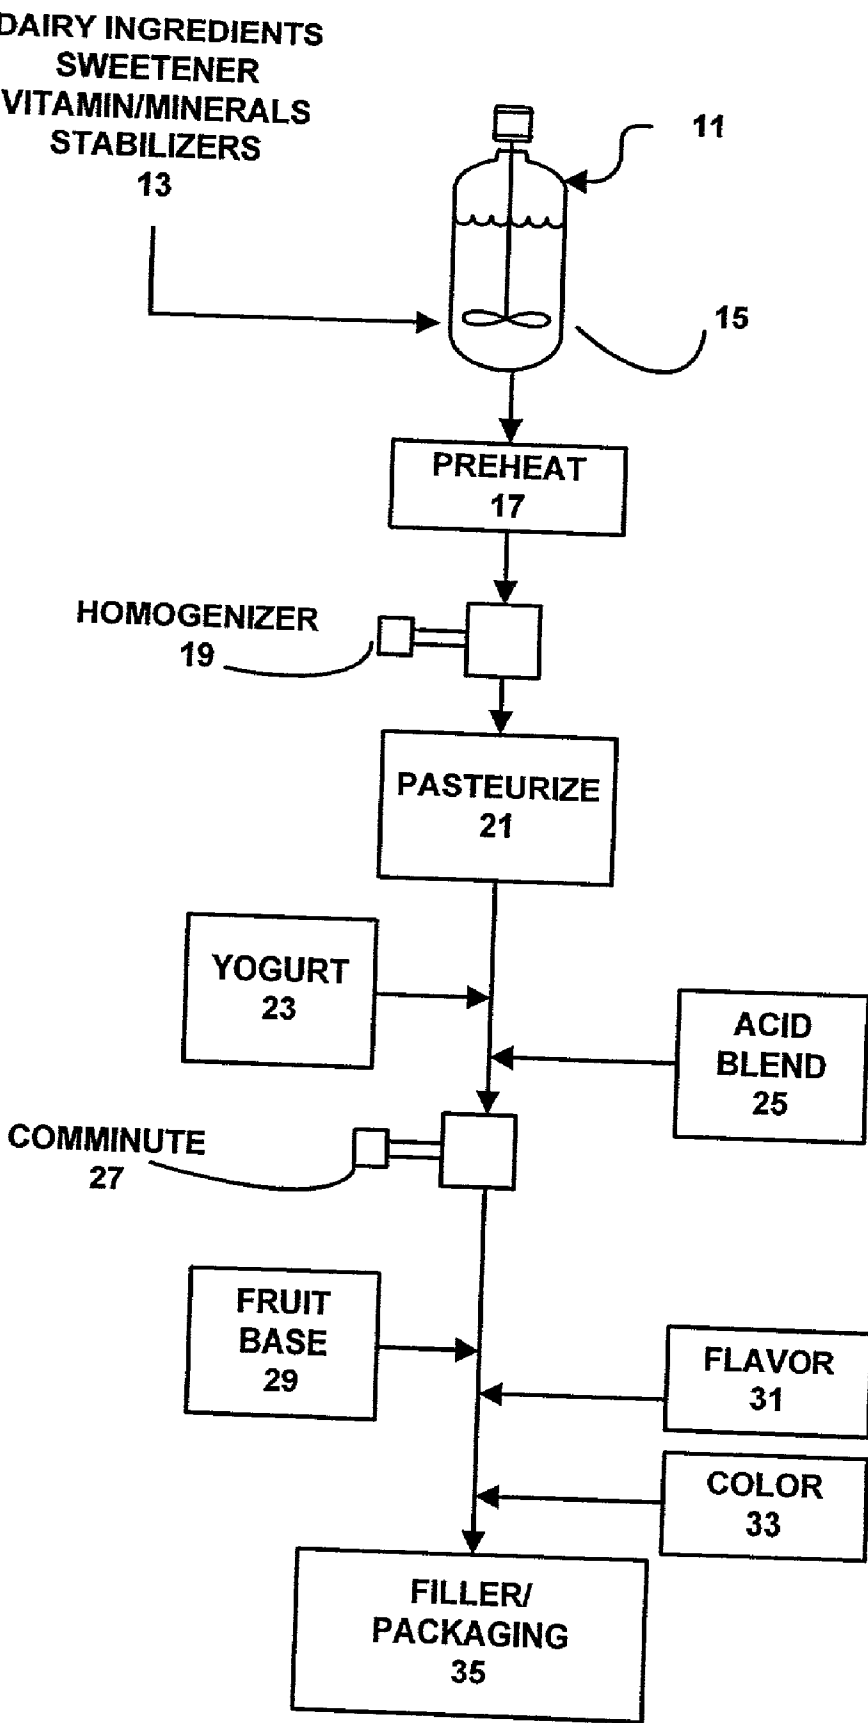 DAIRY INGREDIENTS
SWEETENER
VITAMIN/MINERALS
STABILIZERS
13
11
15
PREHEAT
17
HOMOGENIZER
19
PASTEURIZE
21
YOGURT
23
ACID
BLEND
25
COMMINUTE
27
FRUIT
BASE
29
FLAVOR
31
COLOR
33
FILLER/
PACKAGING
35